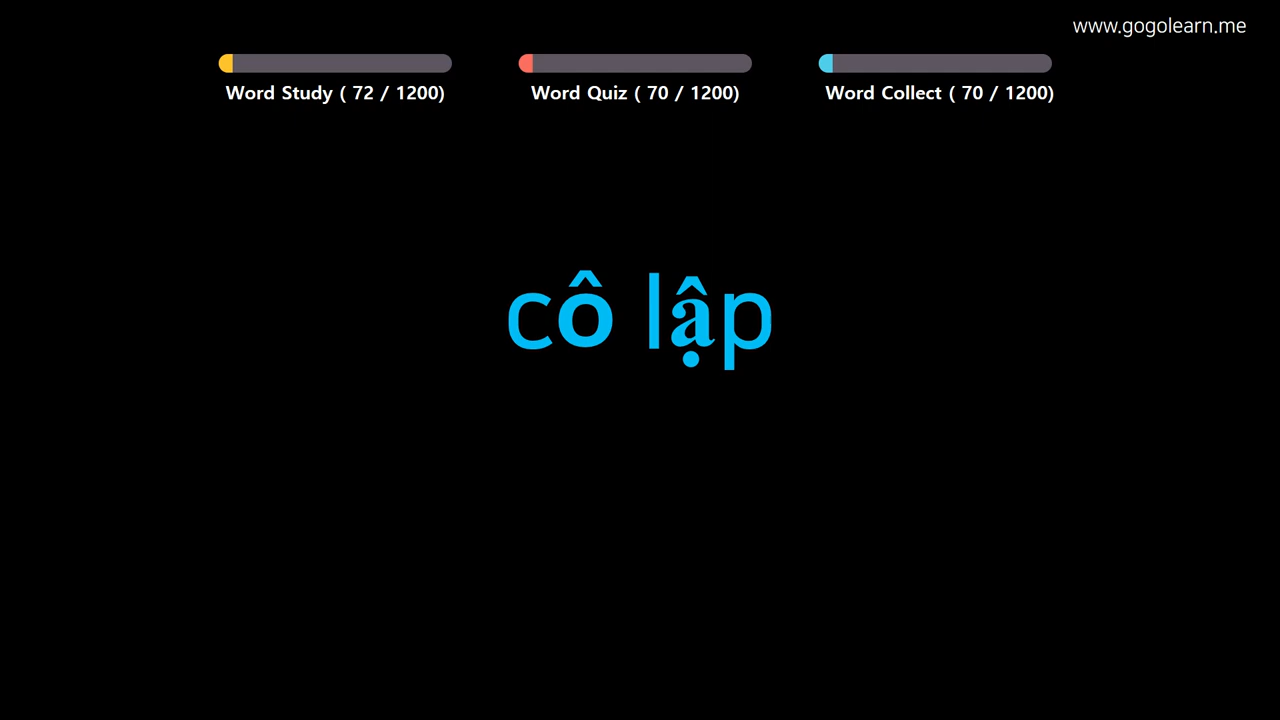 www.gogolearn.me
Word Study ( 72 / 1200)
Word Quiz ( 70 / 1200)
Word Collect ( 70 / 1200)
cô lập